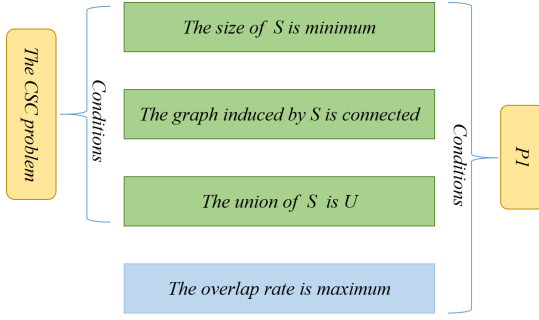 The CSC problem
Conditions
The size of S is minimum
The graph induced by S is connected
The union of S is U
The overlap rate is maximum
Conditions
P1